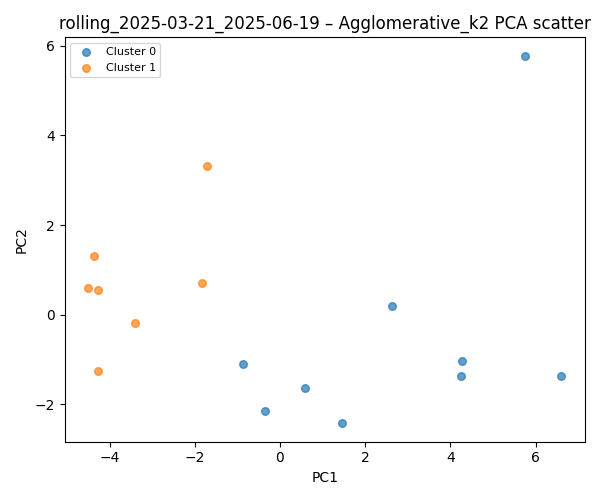 rolling_2025-03-21_2025-06-19 – Agglomerative_k2 PCA scatter
Cluster 0
Cluster 1
6
4
2
0
−2
PC2
−4
−2
0
2
4
6
PC1